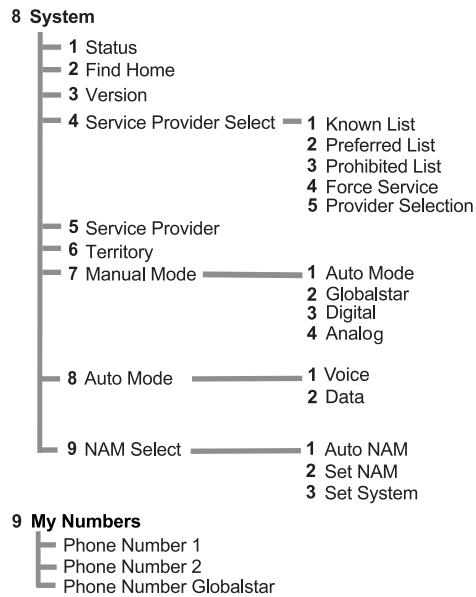 8 System
1 Status
2 Find Home
3 Version
4 Service Provider Select
1 Known List
2 Preferred List
3 Prohibited List
4 Force Service
5 Provider Selection
5 Service Provider
6 Territory
7 Manual Mode
1 Auto Mode
2 Globalstar
3 Digital
4 Analog
8 Auto Mode
1 Voice
2 Data
9 NAM Select
1 Auto NAM
2 Set NAM
3 Set System
9 My Numbers
Phone Number 1
Phone Number 2
Phone Number Globalstar